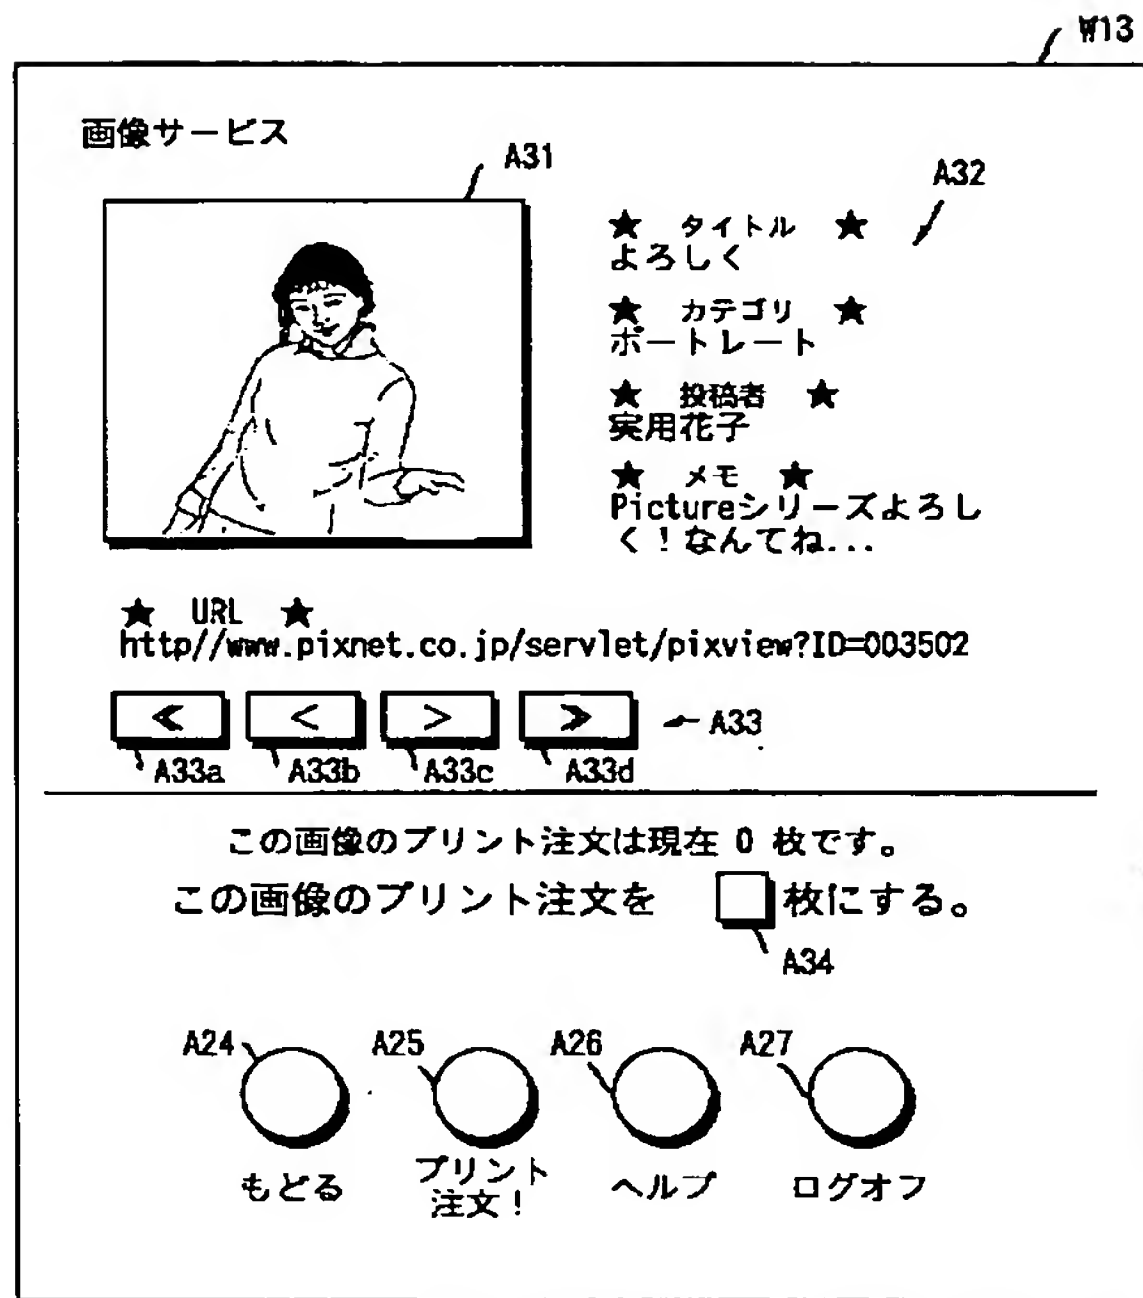 W13
画像サービス
A31
A32
★ タイトル ★
よろしく
★ カテゴリ ★
ポートレート
★ 投稿者 ★
実用花子
★ メモ ★
Pictureシリーズよろし
く!なんてね...
★ URL ★
http//www.pixnet.co.jp/servlet/pixview?ID=003502
≪ < > ≫ A33
A33a A33b A33c A33d
この画像のプリント注文は現在 0 枚です。
この画像のプリント注文を 枚にする。
A34
A24 A25 A26 A27
もどる プリント注文! ヘルプ ログオフ